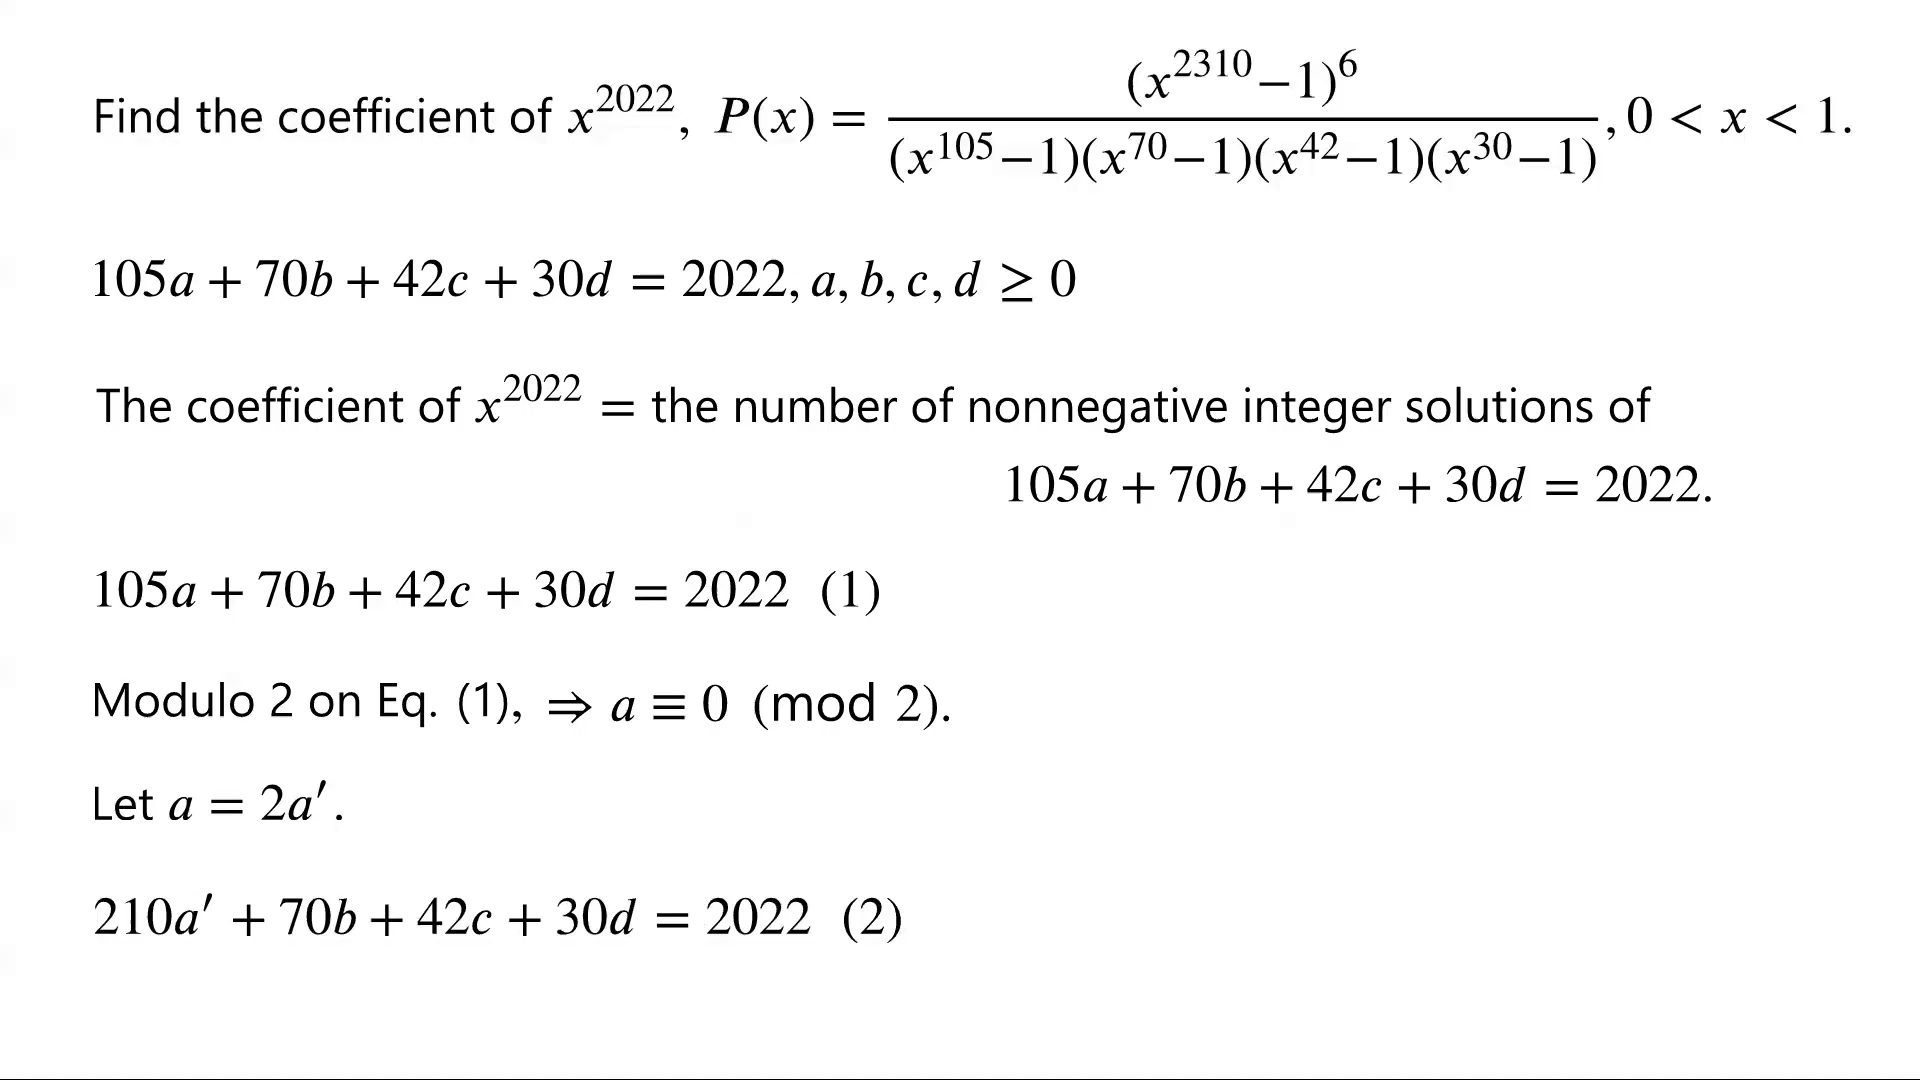 Find the coefficient of x^2022, P(x) = (x^2310−1)^6 / (x^105−1)(x^70−1)(x^42−1)(x^30−1), 0 < x < 1.
105a + 70b + 42c + 30d = 2022, a, b, c, d ≥ 0
The coefficient of x^2022 = the number of nonnegative integer solutions of
105a + 70b + 42c + 30d = 2022.
105a + 70b + 42c + 30d = 2022 (1)
Modulo 2 on Eq. (1), ⇒ a ≡ 0 (mod 2).
Let a = 2a′.
210a′ + 70b + 42c + 30d = 2022 (2)